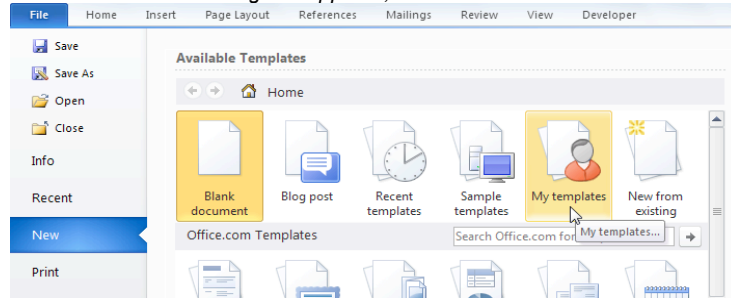 File Home Insert Page Layout References Mailings Review View Developer
Save
Available Templates
Save As
Home
Open
Close
Info
Recent
Blank document
Blog post
Recent templates
Sample templates
My templates
New from existing
New
Office.com Templates
Search Office.com for
My templates...
Print